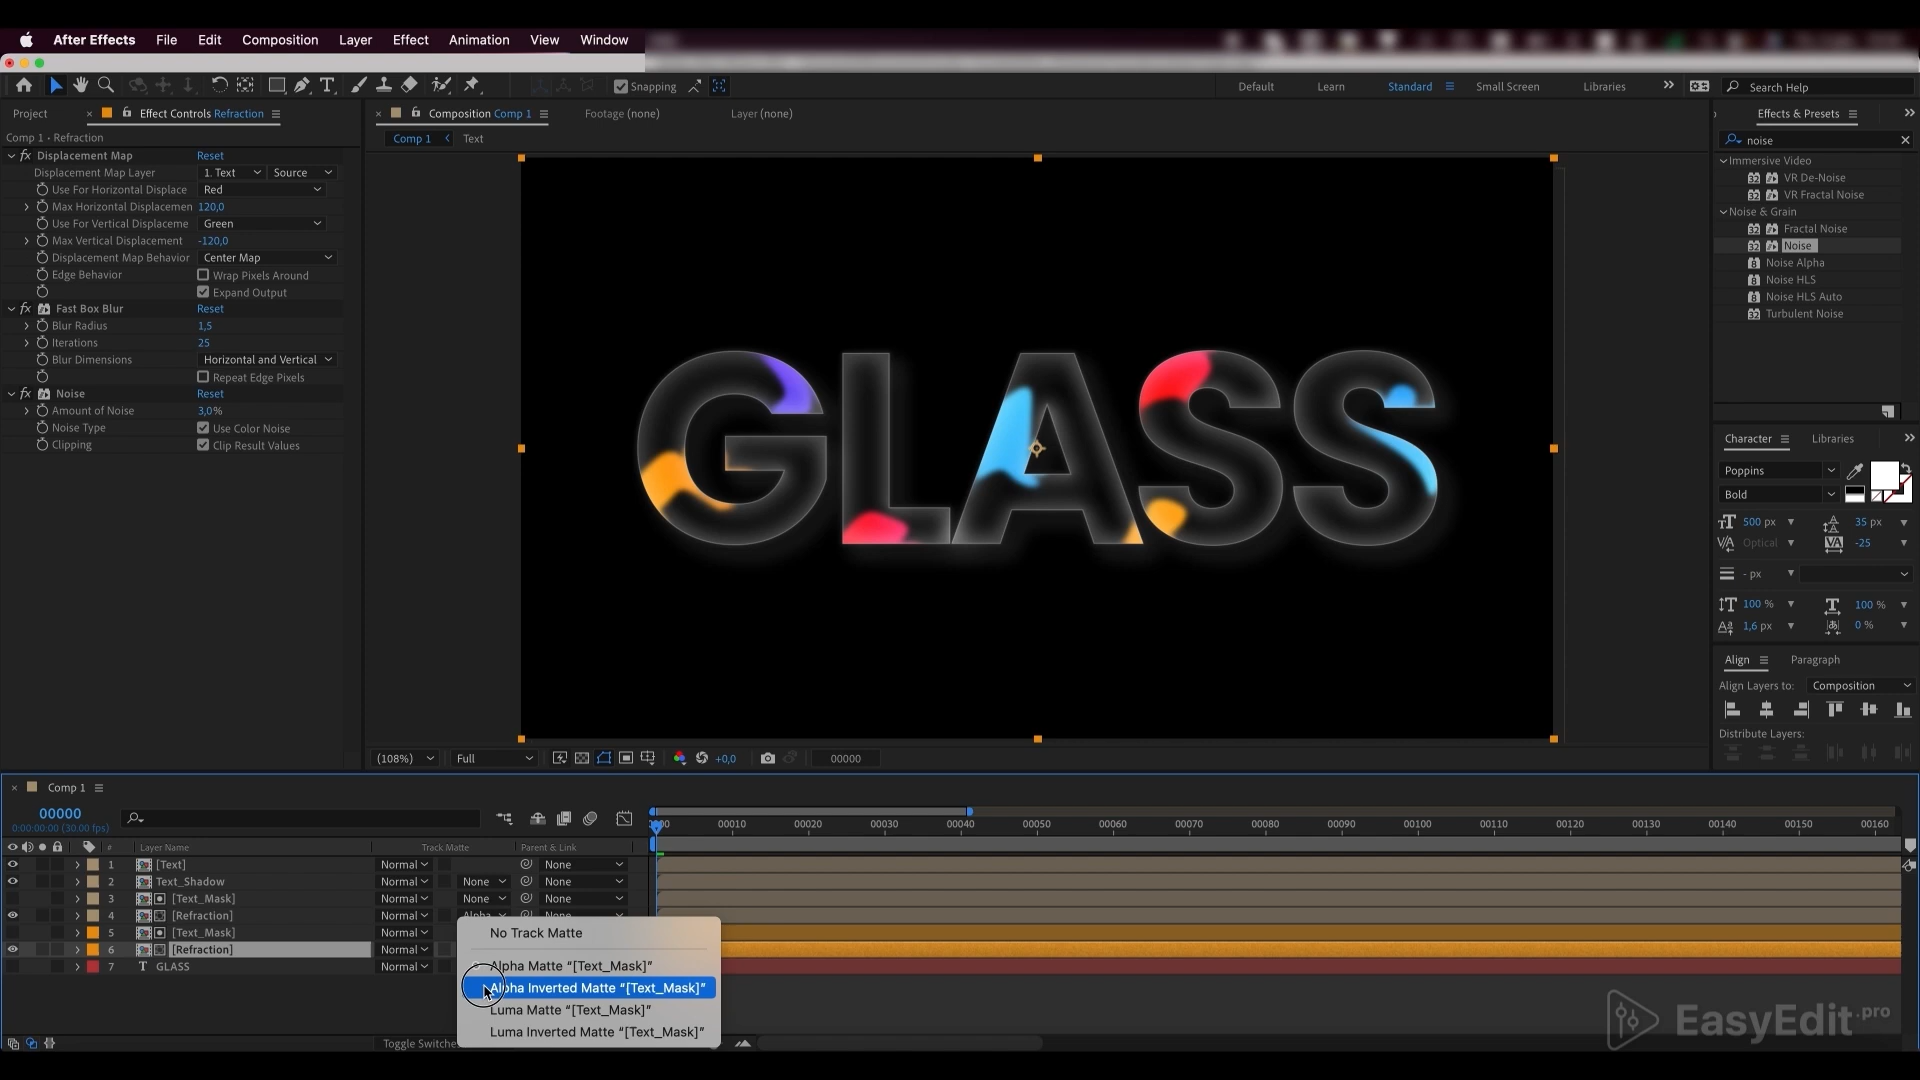 After Effects File Edit Composition Layer Effect Animation View Window
Snapping
Default Learn Standard Small Screen Libraries
Search Help
Project
Effect Controls Refraction
Comp 1 • Refraction
Displacement Map Reset
Displacement Map Layer 1. Text Source
Use For Horizontal Displace Red
Max Horizontal Displacemen 120,0
Use For Vertical Displaceme Green
Max Vertical Displacement -120,0
Displacement Map Behavior Center Map
Edge Behavior Wrap Pixels Around
Expand Output
fx Fast Box Blur Reset
Blur Radius 1,5
Iterations 25
Blur Dimensions Horizontal and Vertical
Repeat Edge Pixels
fx Noise Reset
Amount of Noise 3,0%
Noise Type Use Color Noise
Clipping Clip Result Values
Composition Comp 1
Footage (none)
Layer (none)
Comp 1 Text
GLASS
(108%) Full +0,0 00000
Effects & Presets
noise
Immersive Video
VR De-Noise
VR Fractal Noise
Noise & Grain
Fractal Noise
Noise
Noise Alpha
Noise HLS
Noise HLS Auto
Turbulent Noise
Character Libraries
Poppins
Bold
500 px 35 px
Optical -25
- px
100 % 100 %
1,6 px 0 %
Align Paragraph
Align Layers to: Composition
Distribute Layers:
Comp 1
00000
0:00:00:00 (30.00 fps)
00010 00020 00030 00040 00050 00060 00070 00080 00090 00100 00110 00120 00130 00140 00150 00160
# Layer Name Track Matte Parent & Link
1 [Text] Normal None
2 Text_Shadow Normal None None
3 [Text_Mask] Normal None None
4 [Refraction] Normal
5 [Text_Mask] Normal
6 [Refraction] Normal
7 T GLASS Normal
No Track Matte
Alpha Matte “[Text_Mask]”
Alpha Inverted Matte “[Text_Mask]”
Luma Matte “[Text_Mask]”
Luma Inverted Matte “[Text_Mask]”
Toggle Switche
EasyEdit.pro